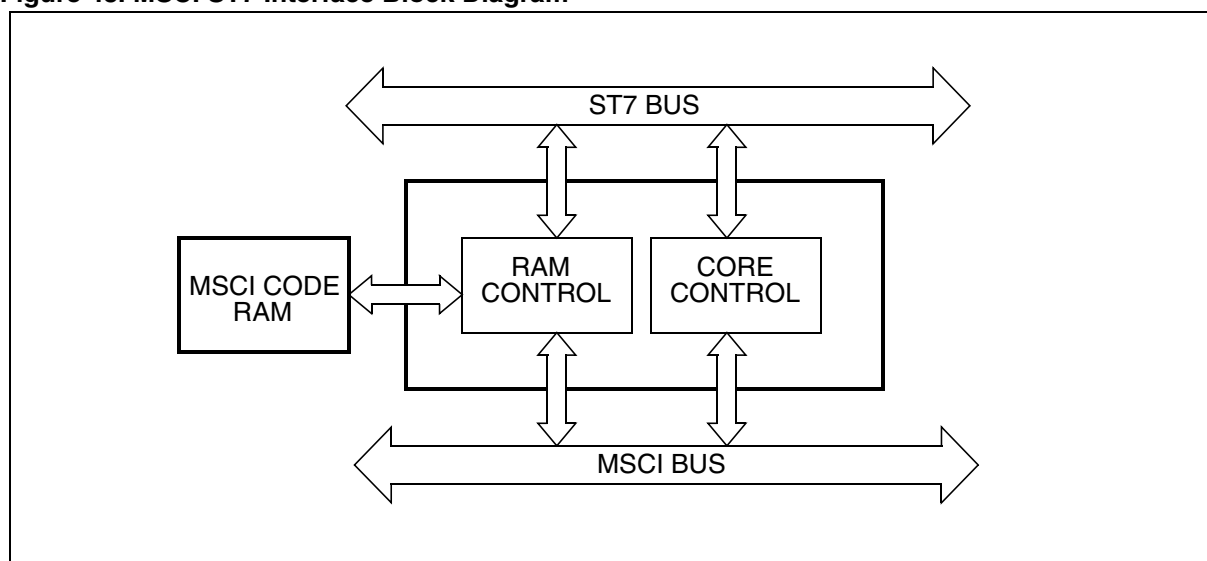 ST7 BUS
MSCI CODE
RAM
RAM
CONTROL
CORE
CONTROL
MSCI BUS